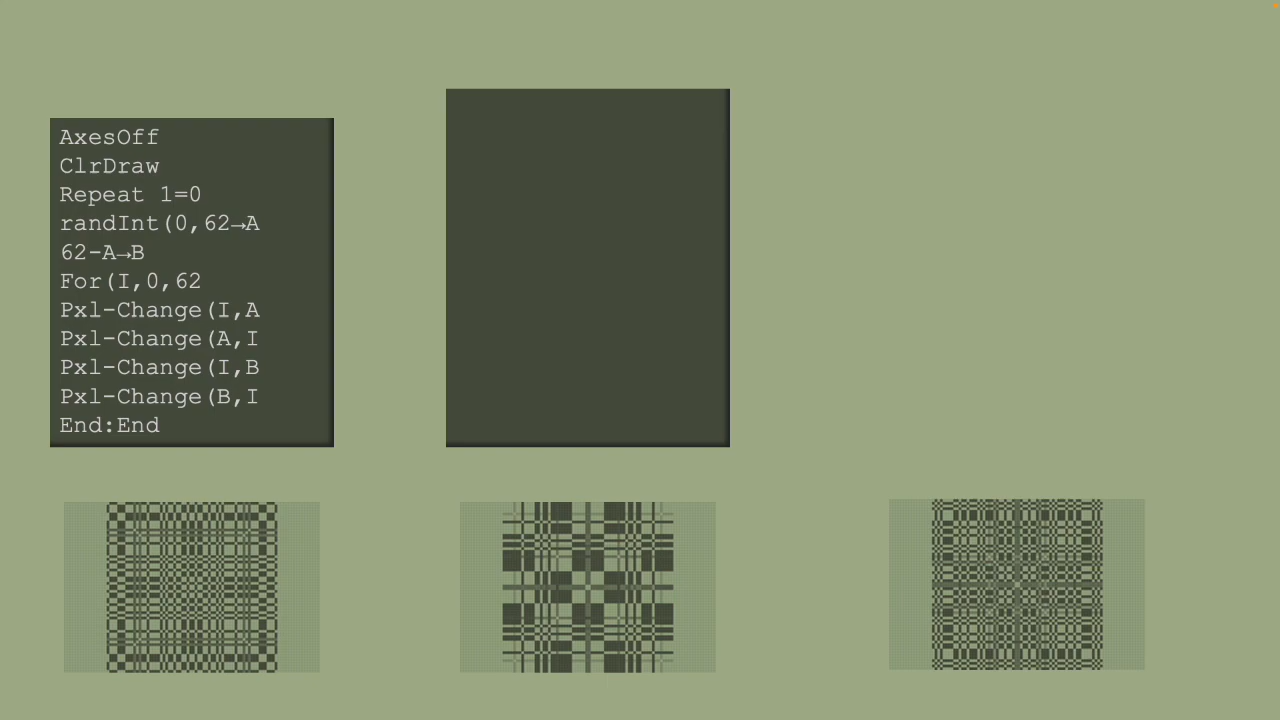 AxesOff
ClrDraw
Repeat 1=0
randInt(0,62→A
62-A→B
For(I,0,62
Pxl-Change(I,A
Pxl-Change(A,I
Pxl-Change(I,B
Pxl-Change(B,I
End:End